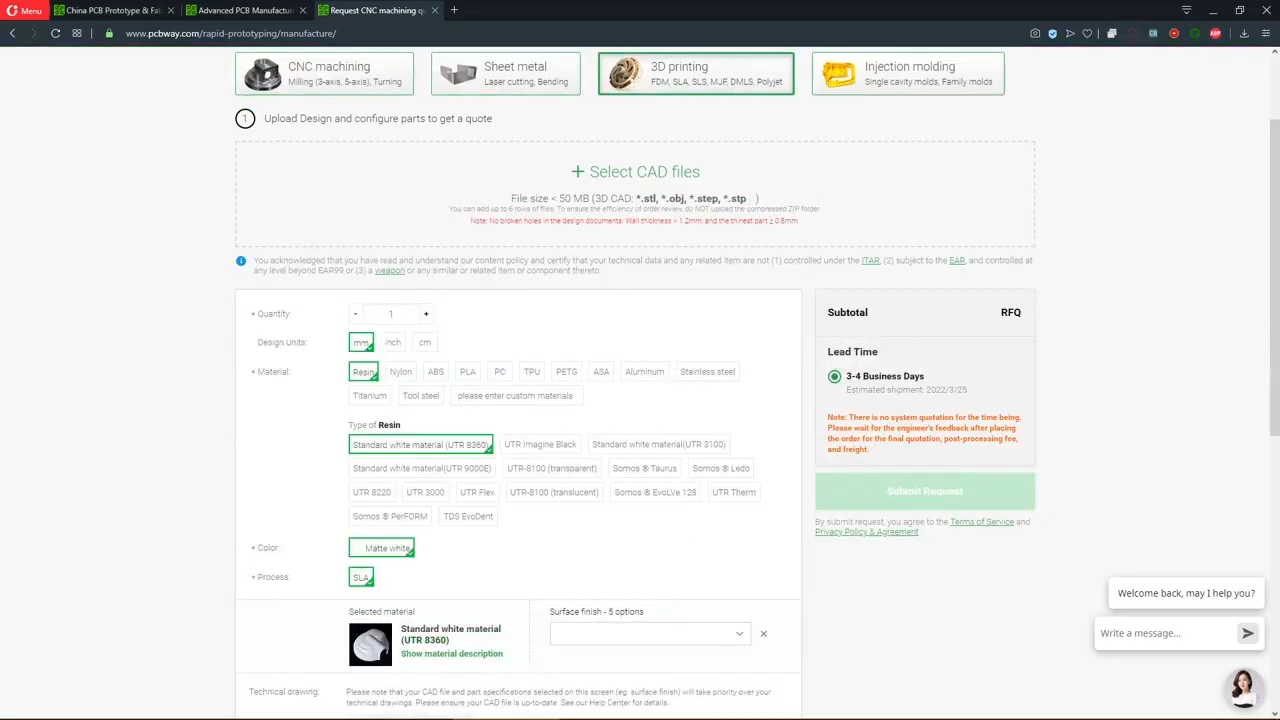 Menu
China PCB Prototype & Fab
Advanced PCB Manufactur
Request CNC machining q
www.pcbway.com/rapid-prototyping/manufacture/
CNC machining
Milling (3-axis, 5-axis), Turning
Sheet metal
Laser cutting, Bending
3D printing
FDM, SLA, SLS, MJF, DMLS, Polyjet
Injection molding
Single cavity molds, Family molds
1 Upload Design and configure parts to get a quote
+ Select CAD files
File size < 50 MB (3D CAD: *.stl, *.obj, *.step, *.stp )
You can add up to 6 rows of files. To ensure the efficiency of order review, do NOT upload the compressed ZIP folder.
Note: No broken holes in the design documents. Wall thickness > 1.2mm, and the thinest part ≥ 0.8mm
You acknowledged that you have read and understand our content policy and certify that your technical data and any related item are not (1) controlled under the ITAR, (2) subject to the EAR, and controlled at
any level beyond EAR99 or (3) a weapon or any similar or related item or component thereto.
* Quantity: - 1 +
Design Units: mm inch cm
* Material: Resin Nylon ABS PLA PC TPU PETG ASA Aluminum Stainless steel
Titanium Tool steel please enter custom materials
Type of Resin
Standard white material (UTR 8360) UTR Imagine Black Standard white material(UTR 3100)
Standard white material(UTR 9000E) UTR-8100 (transparent) Somos ® Taurus Somos ® Ledo
UTR 8220 UTR 3000 UTR Flex UTR-8100 (translucent) Somos ® EvoLVe 128 UTR Therm
Somos ® PerFORM TDS EvoDent
* Color: Matte white
* Process: SLA
Selected material
Standard white material
(UTR 8360)
Show material description
Surface finish - 5 options
×
Technical drawing: Please note that your CAD file and part specifications selected on this screen (eg. surface finish) will take priority over your
technical drawings. Please ensure your CAD file is up-to-date. See our Help Center for details.
Subtotal RFQ
Lead Time
3-4 Business Days
Estimated shipment: 2022/3/25
Note: There is no system quotation for the time being.
Please wait for the engineer's feedback after placing
the order for the final quotation, post-processing fee,
and freight.
Submit Request
By submit request, you agree to the Terms of Service and
Privacy Policy & Agreement
Welcome back, may I help you?
Write a message...